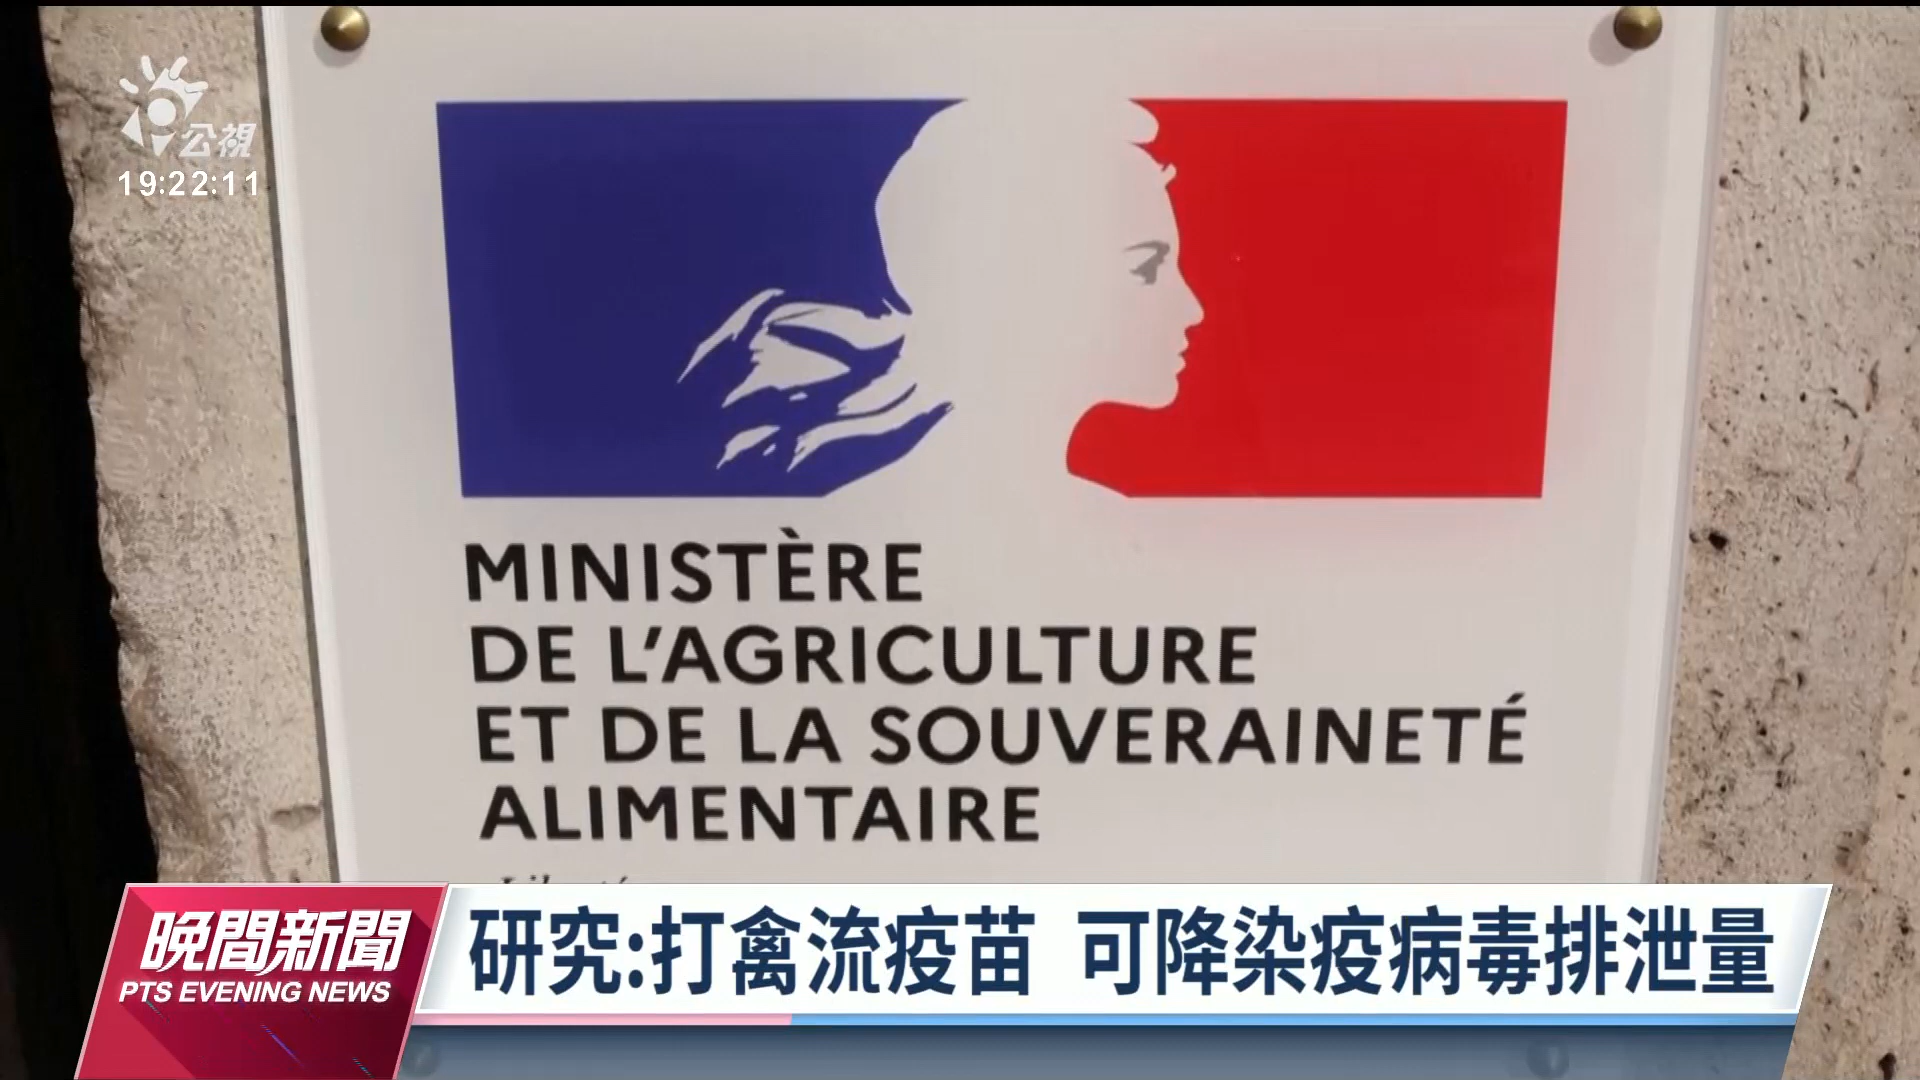 公視
19:22:11
MINISTÈRE
DE L'AGRICULTURE
ET DE LA SOUVERAINETÉ
ALIMENTAIRE
晚間新聞
PTS EVENING NEWS
研究:打禽流疫苗 可降染疫病毒排泄量